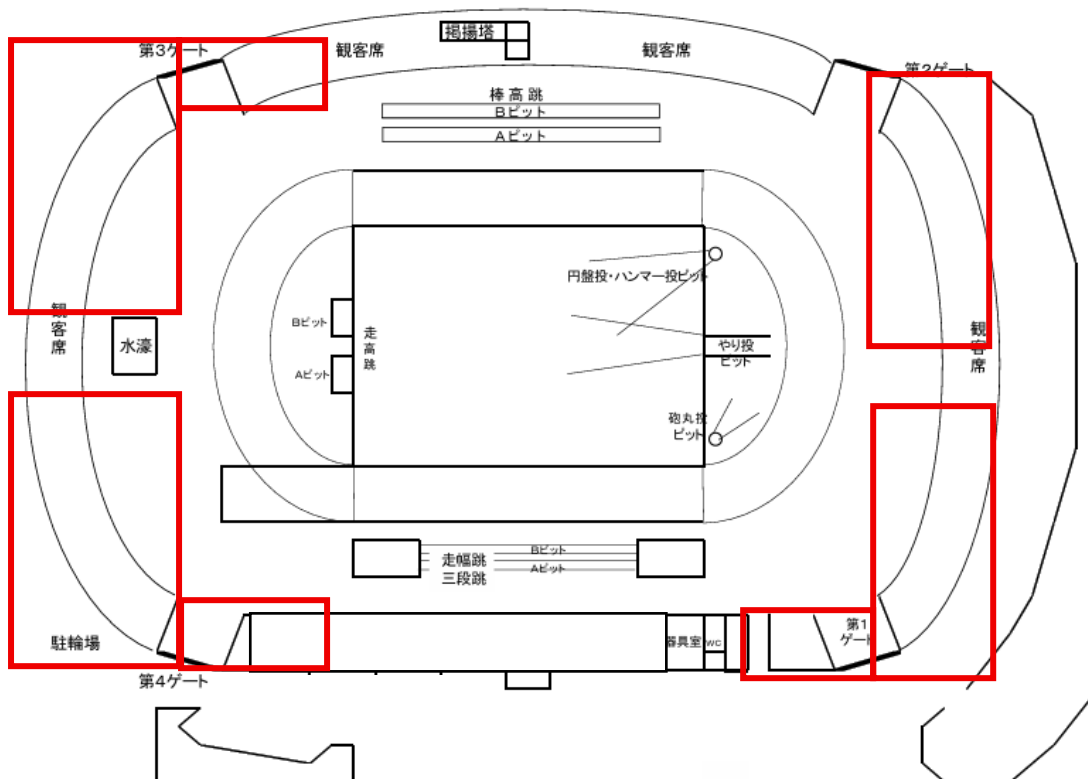 掲揚塔
第3ゲート
観客席
観客席
第2ゲート
棒高跳
Bピット
Aピット
円盤投・ハンマー投ピット
観客席
Bピット
走高跳
水濠
Aピット
やり投
ピット
観客席
砲丸投
ピット
Bピット
走幅跳
Aピット
三段跳
駐輪場
器具室
WC
第1
ゲート
第4ゲート